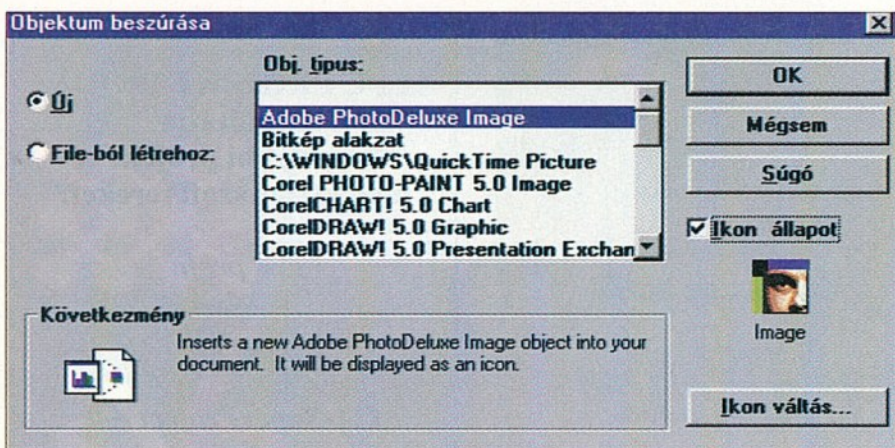 Objektum beszúrása
Új
File-ból létrehoz:
Obj. tipus:
Adobe PhotoDeluxe Image
Bitkép alakzat
C:\WINDOWS\QuickTime Picture
Corel PHOTO-PAINT 5.0 Image
CorelCHART! 5.0 Chart
CorelDRAW! 5.0 Graphic
CorelDRAW! 5.0 Presentation Exchan
OK
Mégsem
Súgó
Ikon állapot
Image
Ikon váltás...
Következmény
Inserts a new Adobe PhotoDeluxe Image object into your
document. It will be displayed as an icon.